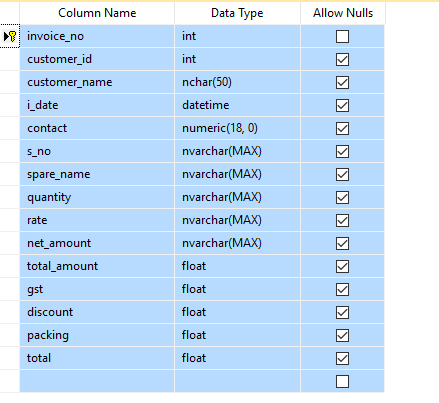 Column Name Data Type Allow Nulls
invoice_no int
customer_id int
customer_name nchar(50)
i_date datetime
contact numeric(18, 0)
s_no nvarchar(MAX)
spare_name nvarchar(MAX)
quantity nvarchar(MAX)
rate nvarchar(MAX)
net_amount nvarchar(MAX)
total_amount float
gst float
discount float
packing float
total float